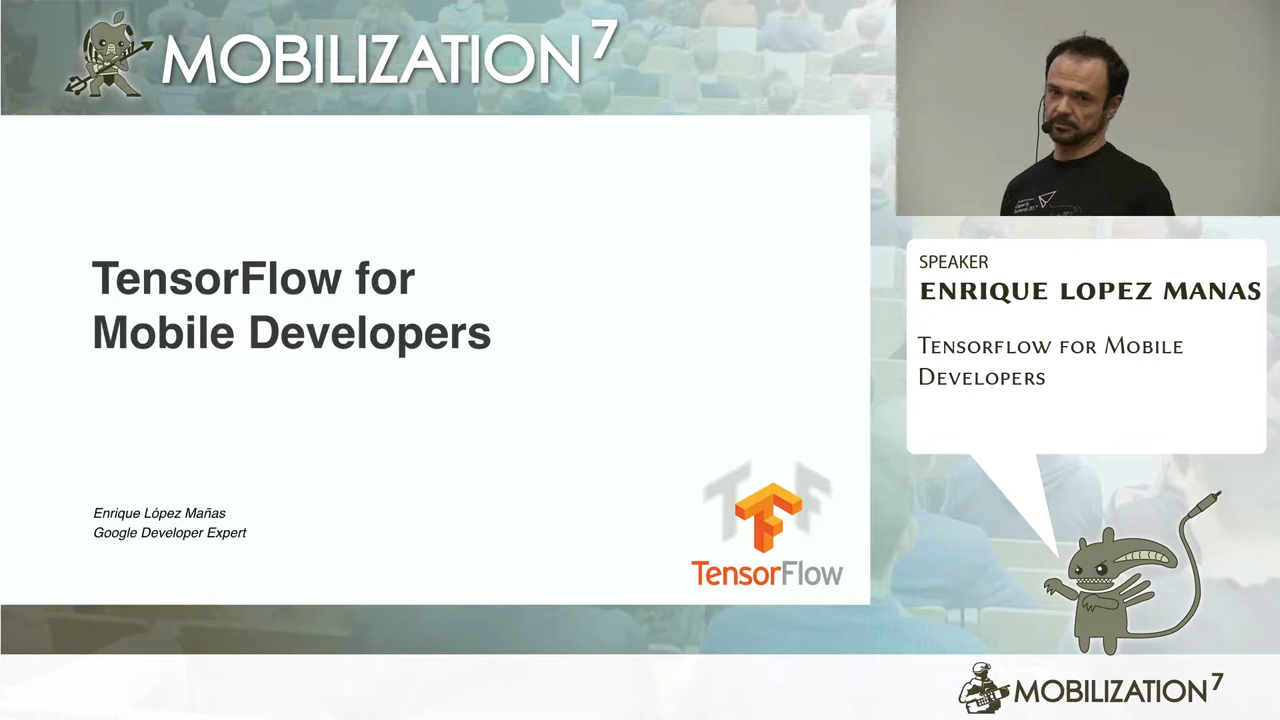 MOBILIZATION 7
TensorFlow for
Mobile Developers
Enrique López Mañas
Google Developer Expert
TensorFlow
SPEAKER
ENRIQUE LOPEZ MANAS
TENSORFLOW FOR MOBILE
DEVELOPERS
MOBILIZATION 7